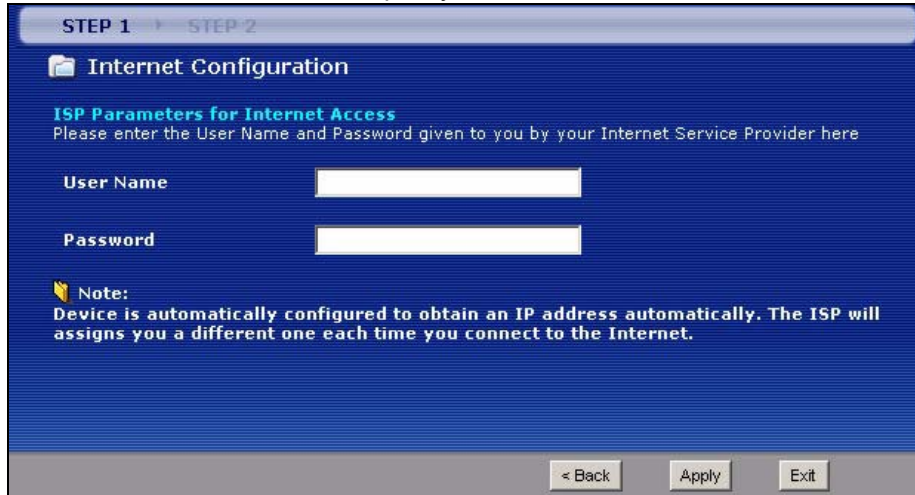 STEP 1 STEP 2
Internet Configuration
ISP Parameters for Internet Access
Please enter the User Name and Password given to you by your Internet Service Provider here
User Name
Password
Note:
Device is automatically configured to obtain an IP address automatically. The ISP will
assigns you a different one each time you connect to the Internet.
< Back Apply Exit